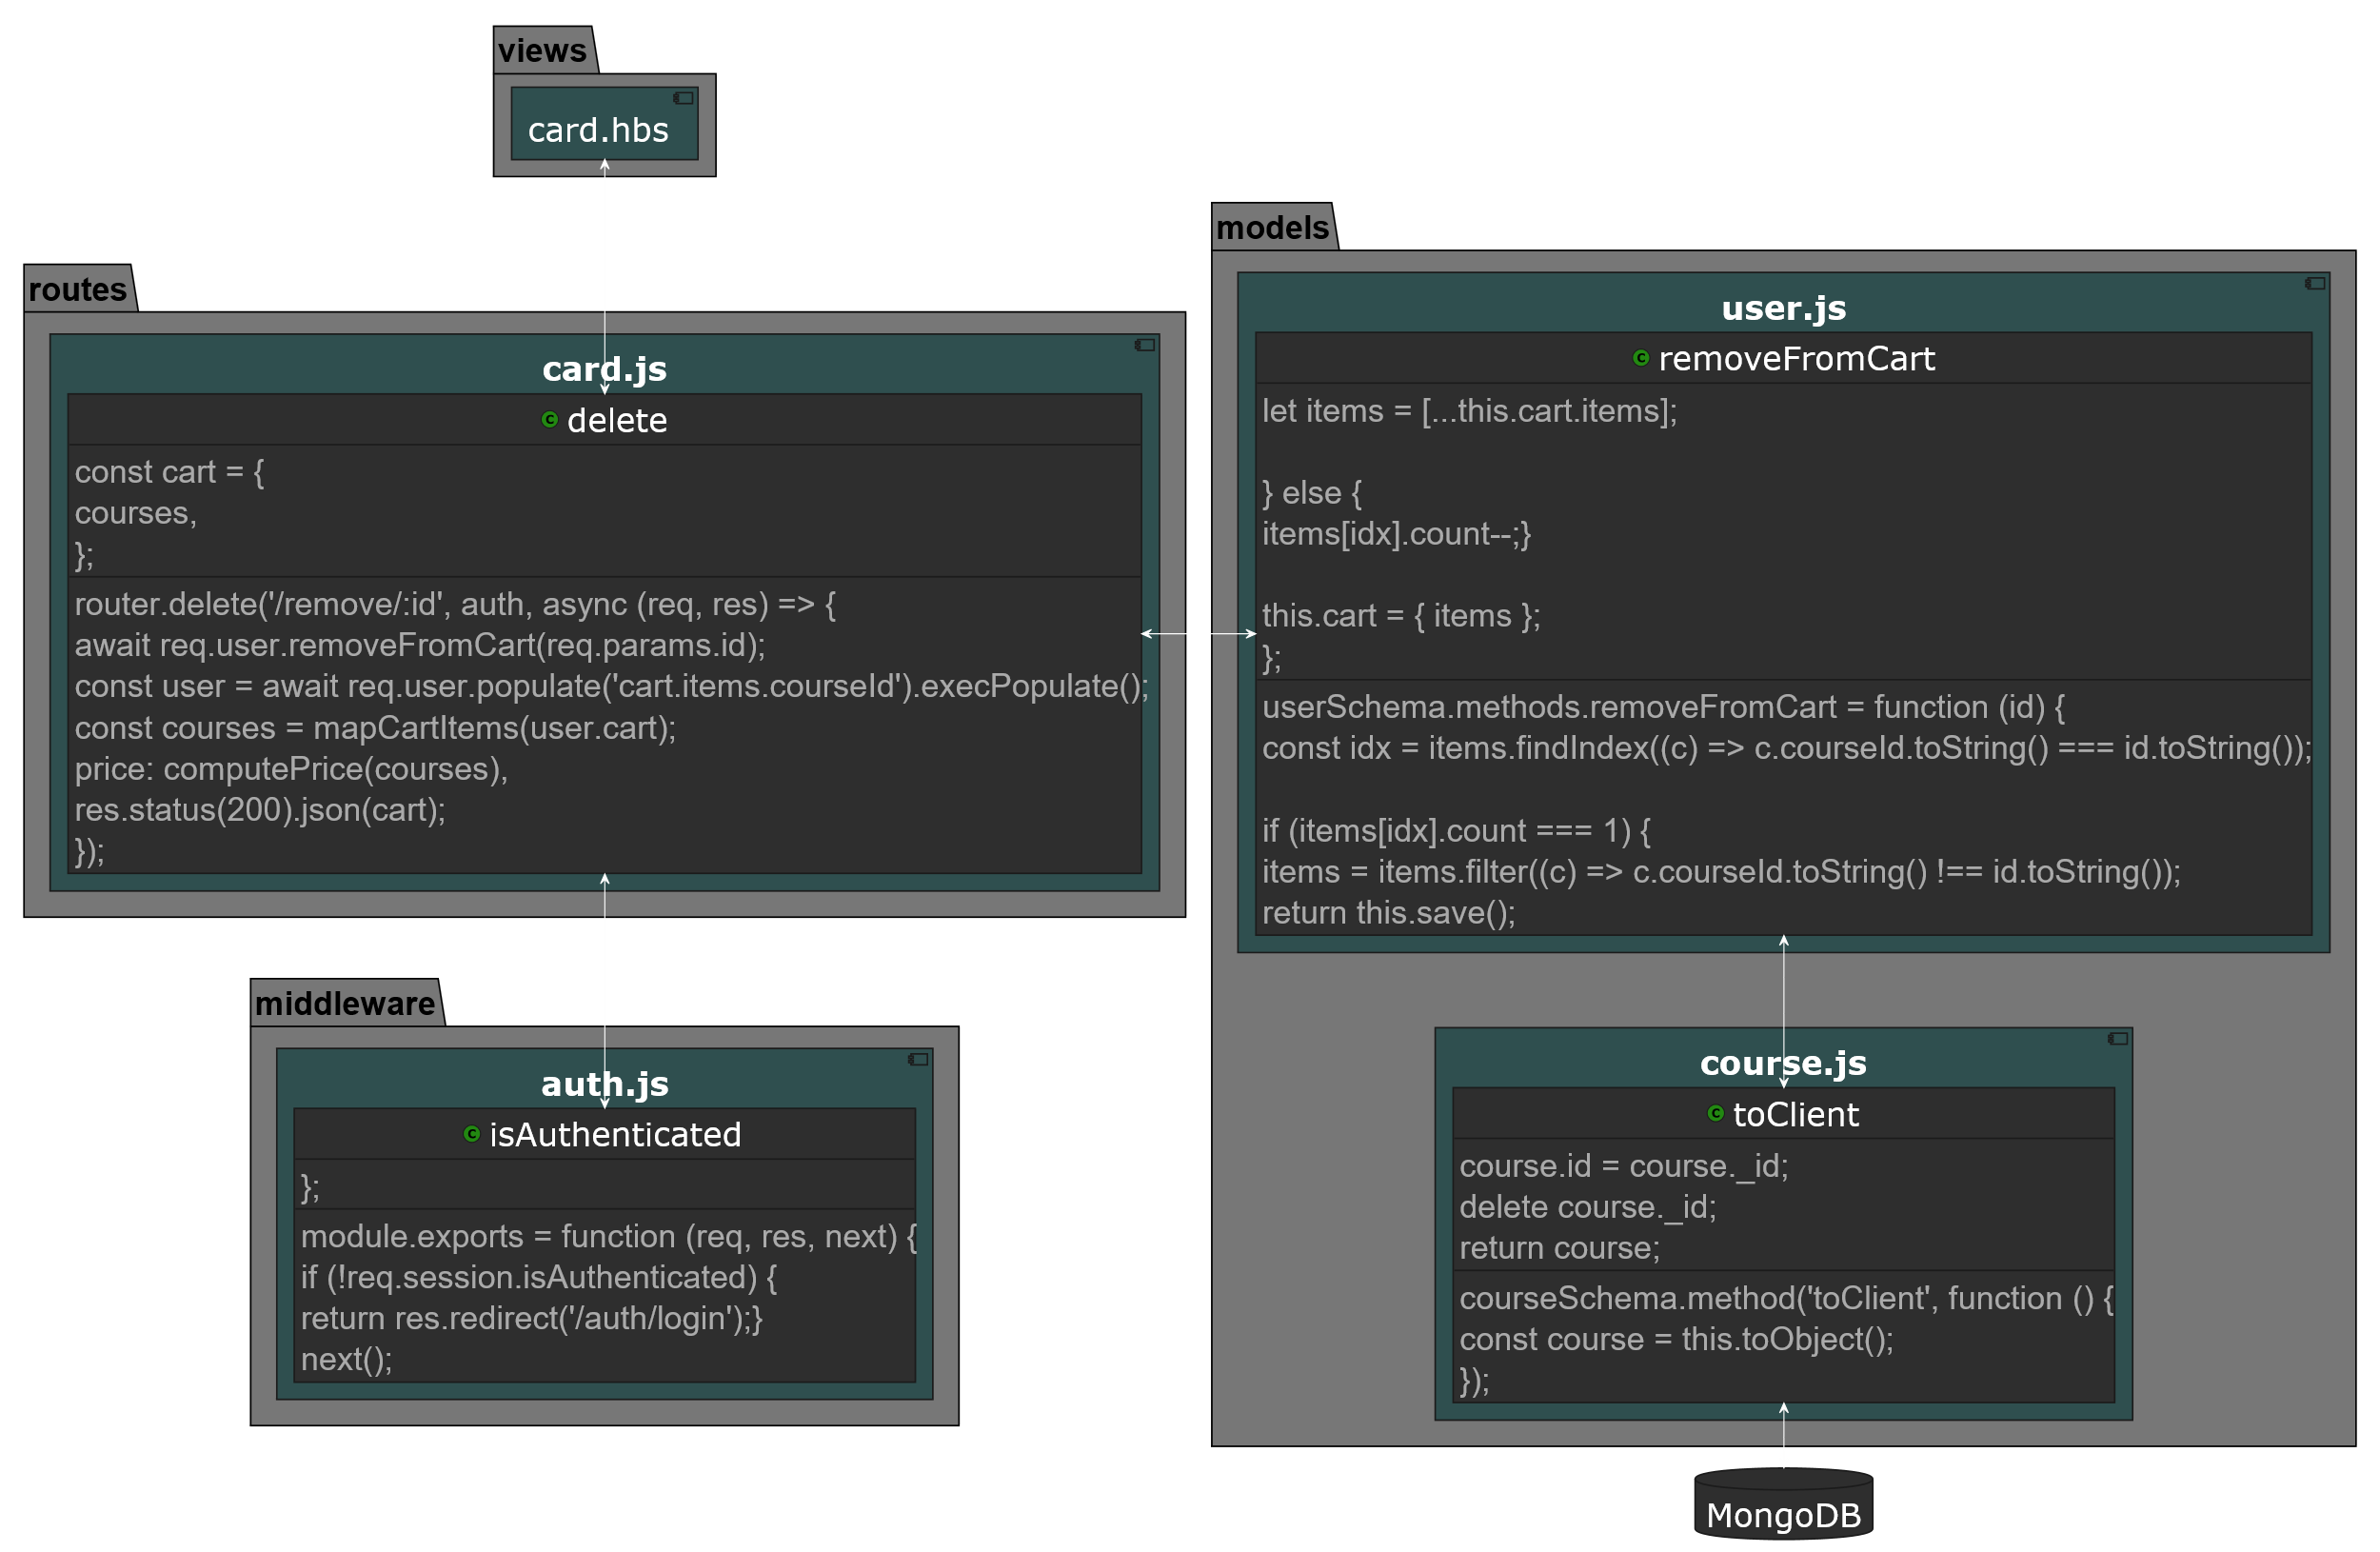 views
card.hbs
routes
card.js
delete
const cart = {
courses,
};
router.delete('/remove/:id', auth, async (req, res) => {
await req.user.removeFromCart(req.params.id);
const user = await req.user.populate('cart.items.courseId').execPopulate();
const courses = mapCartItems(user.cart);
price: computePrice(courses),
res.status(200).json(cart);
});
models
user.js
removeFromCart
let items = [...this.cart.items];
} else {
items[idx].count--;}
this.cart = { items };
};
userSchema.methods.removeFromCart = function (id) {
const idx = items.findIndex((c) => c.courseId.toString() === id.toString());
if (items[idx].count === 1) {
items = items.filter((c) => c.courseId.toString() !== id.toString());
return this.save();
middleware
auth.js
isAuthenticated
};
module.exports = function (req, res, next) {
if (!req.session.isAuthenticated) {
return res.redirect('/auth/login');}
next();
course.js
toClient
course.id = course._id;
delete course._id;
return course;
courseSchema.method('toClient', function () {
const course = this.toObject();
});
MongoDB